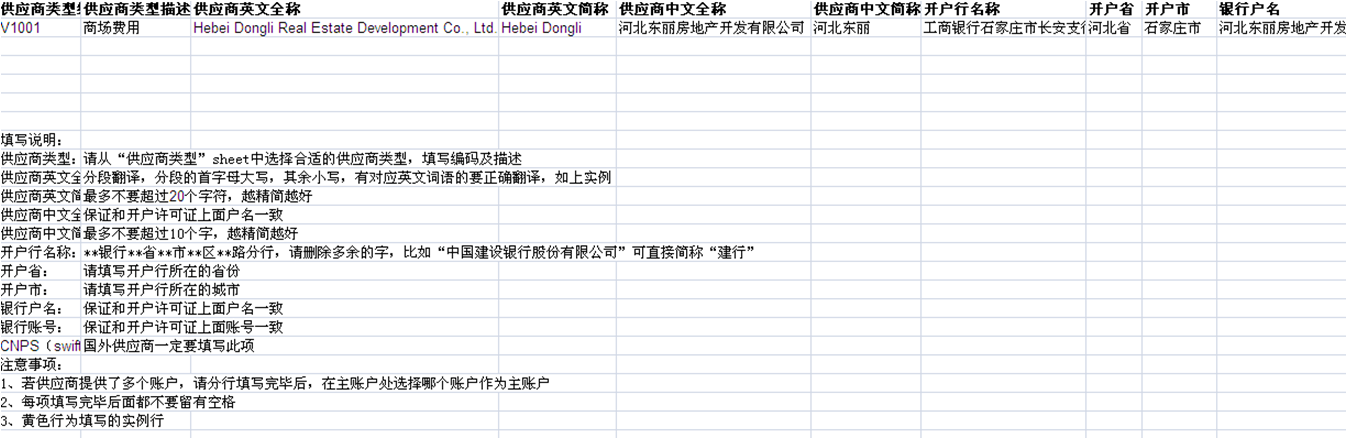 供应商类型 供应商类型描述 供应商英文全称 供应商英文简称 供应商中文全称 供应商中文简称 开户行名称 开户省 开户市 银行户名
V1001 商场费用 Hebei Dongli Real Estate Development Co., Ltd. Hebei Dongli 河北东丽房地产开发有限公司 河北东丽 工商银行石家庄市长安支行 河北省 石家庄市 河北东丽房地产开发
填写说明：
供应商类型：请从“供应商类型”sheet中选择合适的供应商类型，填写编码及描述
供应商英文全 分段翻译，分段的首字母大写，其余小写，有对应英文词语的要正确翻译，如上实例
供应商英文简 最多不要超过20个字符，越精简越好
供应商中文全 保证和开户许可证上面户名一致
供应商中文简 最多不要超过10个字，越精简越好
开户行名称：**银行**省**市**区**路分行，请删除多余的字，比如“中国建设银行股份有限公司”可直接简称“建行”
开户省： 请填写开户行所在的省份
开户市： 请填写开户行所在的城市
银行户名： 保证和开户许可证上面户名一致
银行账号： 保证和开户许可证上面账号一致
CNPS（swift 国外供应商一定要填写此项
注意事项：
1、若供应商提供了多个账户，请分行填写完毕后，在主账户处选择哪个账户作为主账户
2、每项填写完毕后面都不要留有空格
3、黄色行为填写的实例行